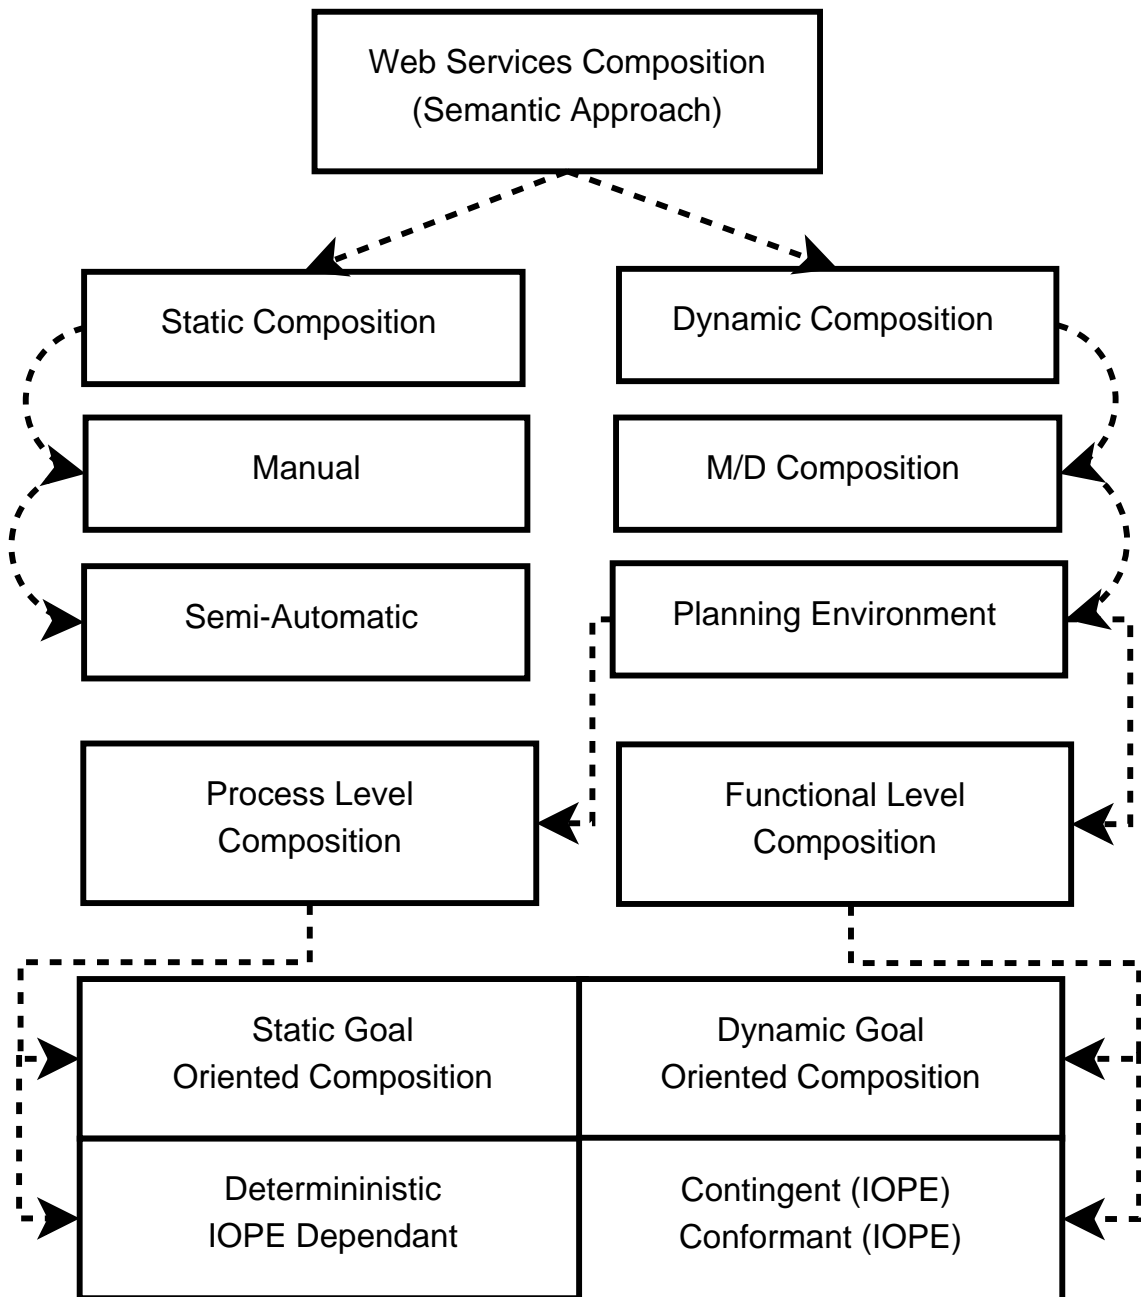 Web Services Composition
(Semantic Approach)
Static Composition
Dynamic Composition
Manual
M/D Composition
Semi-Automatic
Planning Environment
Process Level
Composition
Functional Level
Composition
Static Goal
Oriented Composition
Dynamic Goal
Oriented Composition
Determininistic
IOPE Dependant
Contingent (IOPE)
Conformant (IOPE)